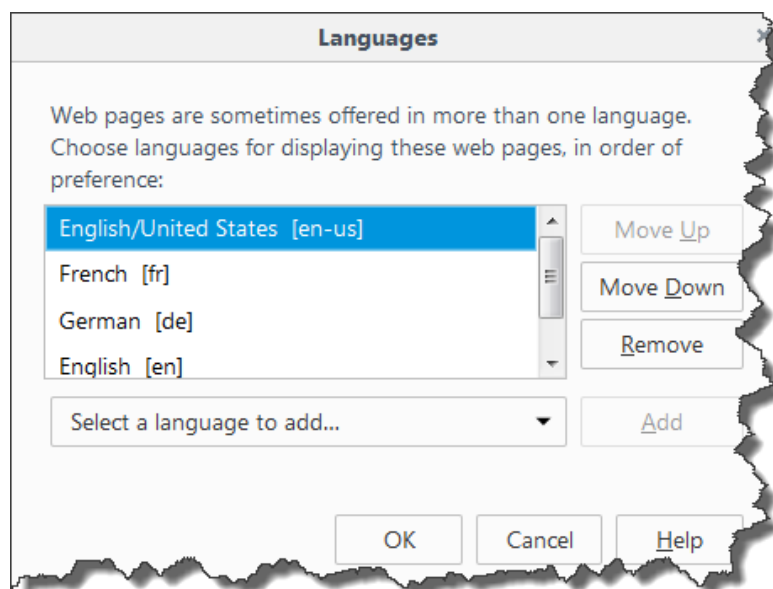 Languages
Web pages are sometimes offered in more than one language.
Choose languages for displaying these web pages, in order of
preference:
English/United States [en-us]
Move Up
French [fr]
Move Down
German [de]
Remove
English [en]
Select a language to add...
Add
OK
Cancel
Help